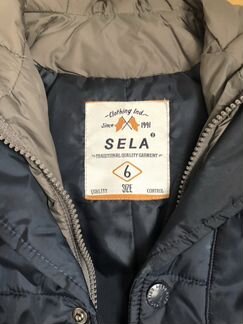 Clothing Ind.
Since 1991
SELA
TRADITIONAL QUALITY GARMENT
6
QUALITY SIZE CONTROL